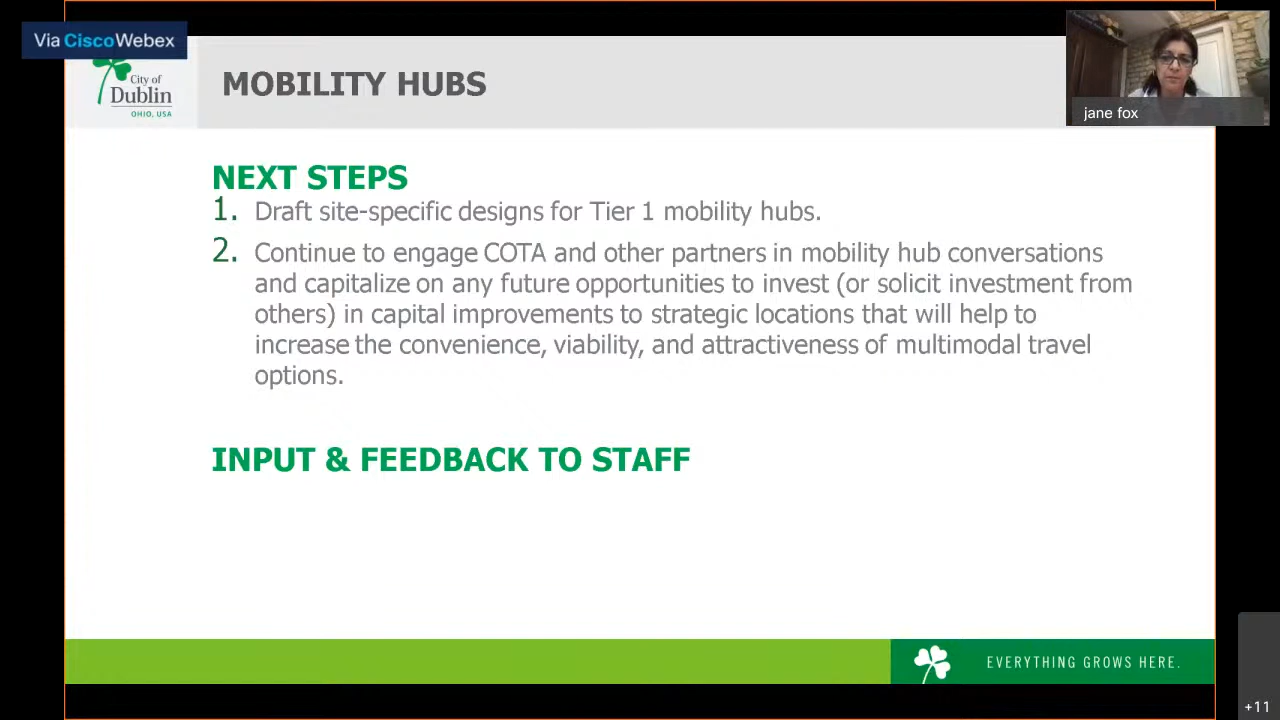 Via CiscoWebex
City of
Dublin
OHIO, USA
MOBILITY HUBS
jane fox
NEXT STEPS
1. Draft site-specific designs for Tier 1 mobility hubs.
2. Continue to engage COTA and other partners in mobility hub conversations
and capitalize on any future opportunities to invest (or solicit investment from
others) in capital improvements to strategic locations that will help to
increase the convenience, viability, and attractiveness of multimodal travel
options.
INPUT & FEEDBACK TO STAFF
EVERYTHING GROWS HERE.
+11